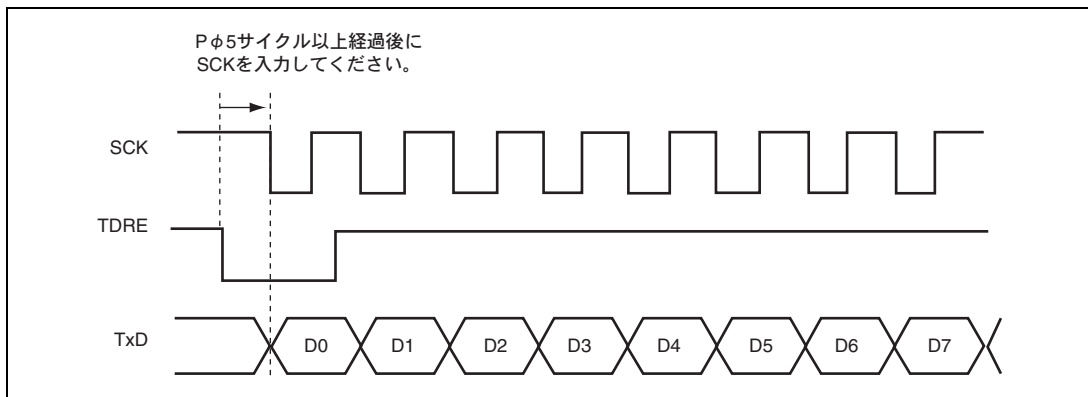 Pφ5サイクル以上経過後に
SCKを入力してください。
SCK
TDRE
TxD
D0 D1 D2 D3 D4 D5 D6 D7